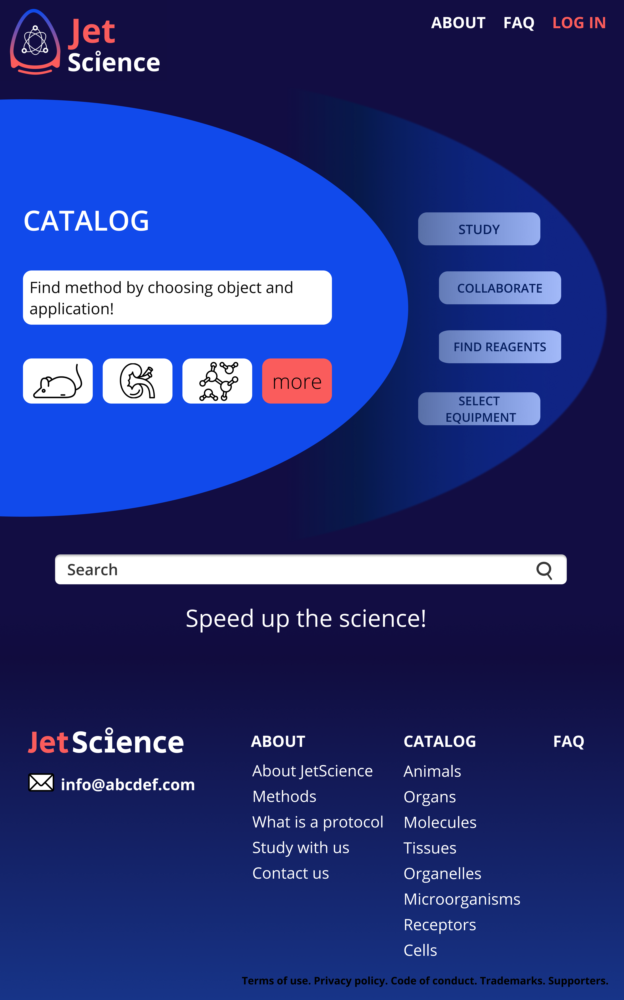 Jet
Science
ABOUT FAQ LOG IN
CATALOG
Find method by choosing object and
application!
more
STUDY
COLLABORATE
FIND REAGENTS
SELECT
EQUIPMENT
Search
Speed up the science!
JetScience
info@abcdef.com
ABOUT
About JetScience
Methods
What is a protocol
Study with us
Contact us
CATALOG
Animals
Organs
Molecules
Tissues
Organelles
Microorganisms
Receptors
Cells
FAQ
Terms of use. Privacy policy. Code of conduct. Trademarks. Supporters.